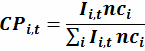 CP_{i,t} = \frac{I_{i,t} nc_i}{\sum_i I_{i,t} nc_i}